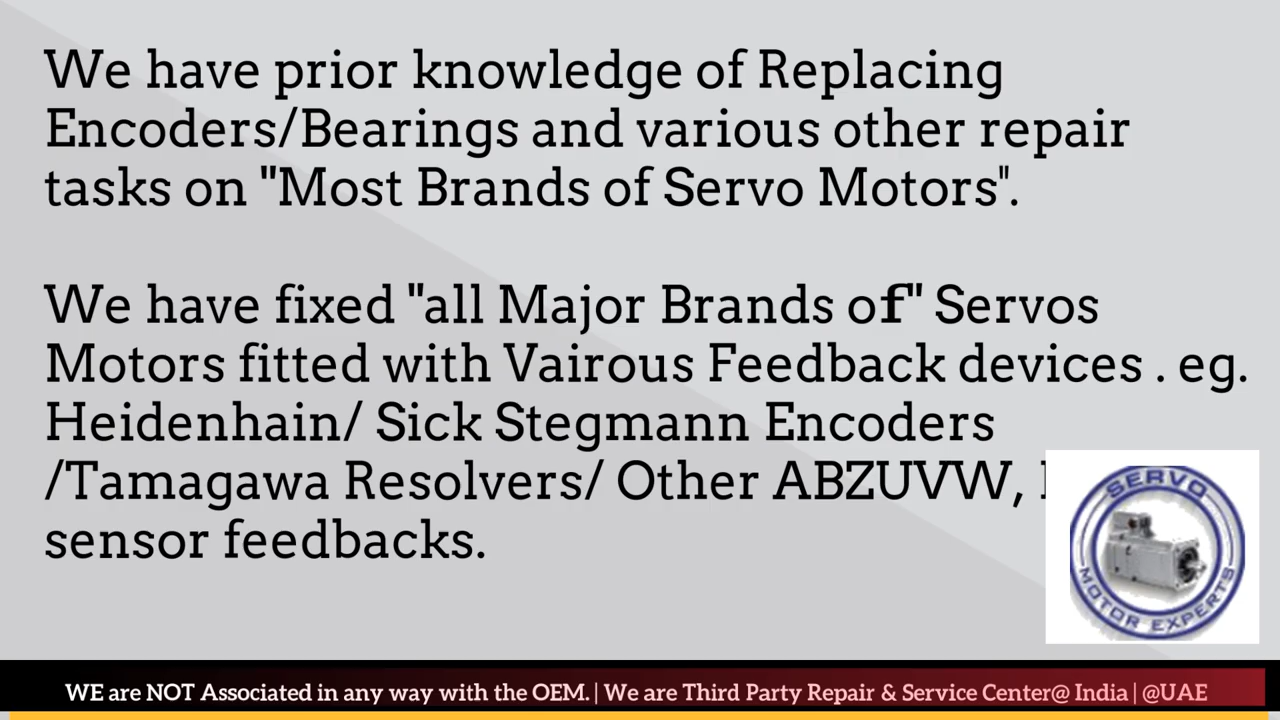 We have prior knowledge of Replacing
Encoders/Bearings and various other repair
tasks on "Most Brands of Servo Motors".
We have fixed "all Major Brands of" Servos
Motors fitted with Vairous Feedback devices . eg.
Heidenhain/ Sick Stegmann Encoders
/Tamagawa Resolvers/ Other ABZUVW,
sensor feedbacks.
SERVO
MOTOR EXPERTS
WE are NOT Associated in any way with the OEM. | We are Third Party Repair & Service Center@ India | @UAE